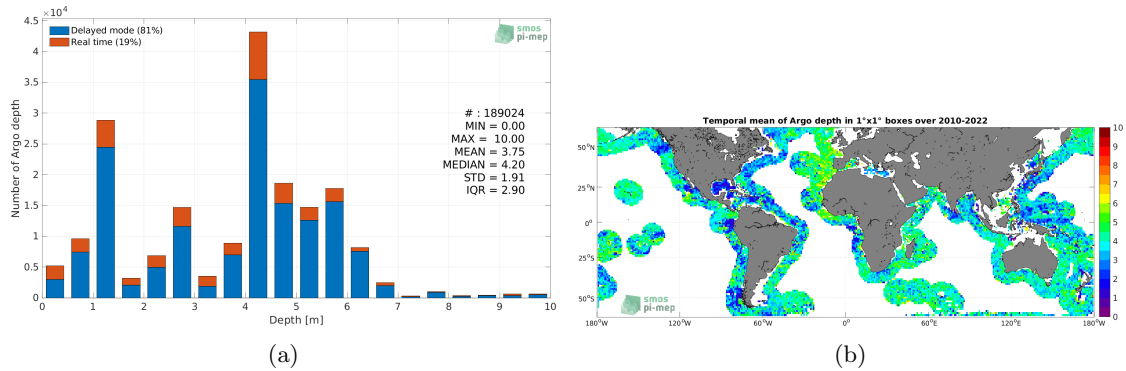 ×10⁴
4.5
4
3.5
3
2.5
2
1.5
1
0.5
0
Number of Argo depth
Delayed mode (81%)
Real time (19%)
smos
pi-mep
# : 189024
MIN = 0.00
MAX = 10.00
MEAN = 3.75
MEDIAN = 4.20
STD = 1.91
IQR = 2.90
0 1 2 3 4 5 6 7 8 9 10
Depth [m]
(a)
Temporal mean of Argo depth in 1°x1° boxes over 2010-2022
50°N
25°N
0°
25°S
50°S
smos
pi-mep
180°W 120°W 60°W 0° 60°E 120°E 180°W
10
9
8
7
6
5
4
3
2
1
0
(b)